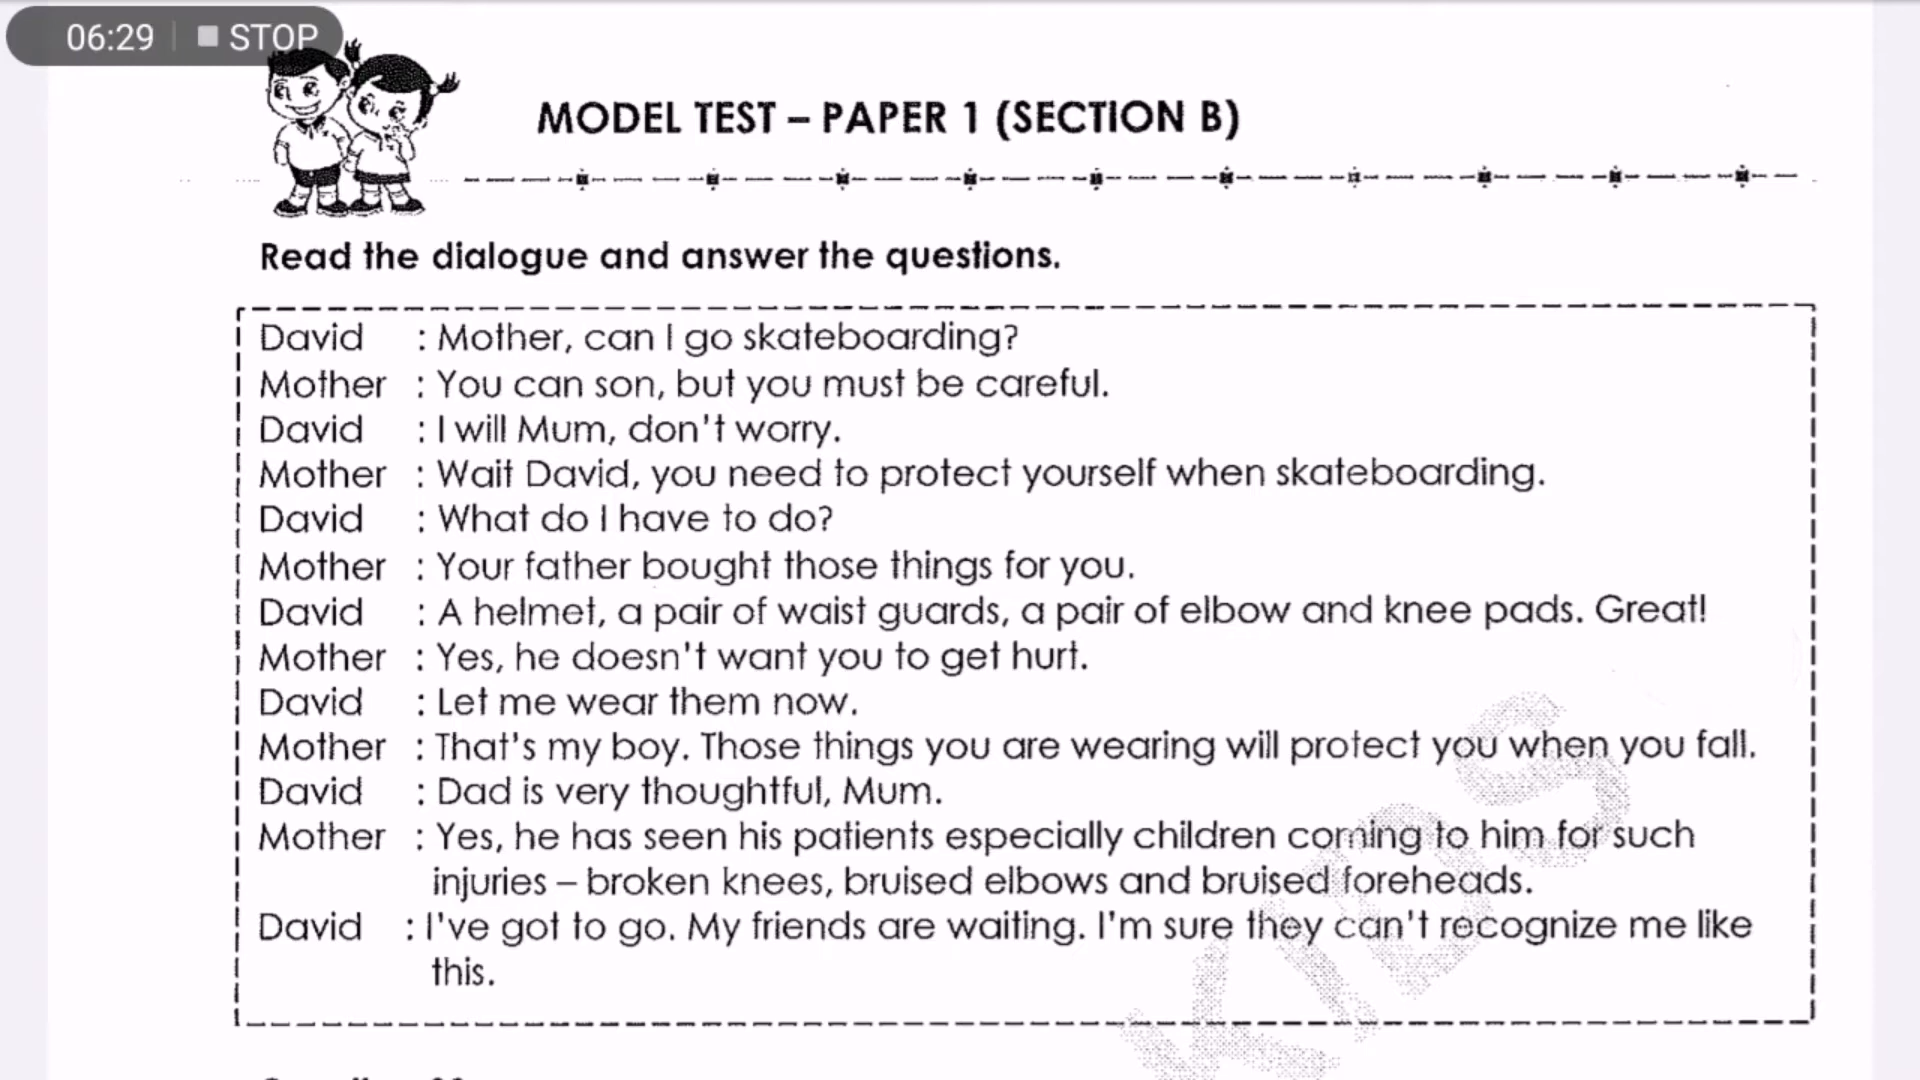 06:29 STOP
MODEL TEST – PAPER 1 (SECTION B)
Read the dialogue and answer the questions.
David : Mother, can I go skateboarding?
Mother : You can son, but you must be careful.
David : I will Mum, don't worry.
Mother : Wait David, you need to protect yourself when skateboarding.
David : What do I have to do?
Mother : Your father bought those things for you.
David : A helmet, a pair of waist guards, a pair of elbow and knee pads. Great!
Mother : Yes, he doesn't want you to get hurt.
David : Let me wear them now.
Mother : That's my boy. Those things you are wearing will protect you when you fall.
David : Dad is very thoughtful, Mum.
Mother : Yes, he has seen his patients especially children coming to him for such
injuries – broken knees, bruised elbows and bruised foreheads.
David : I've got to go. My friends are waiting. I'm sure they can't recognize me like
this.
KIDS